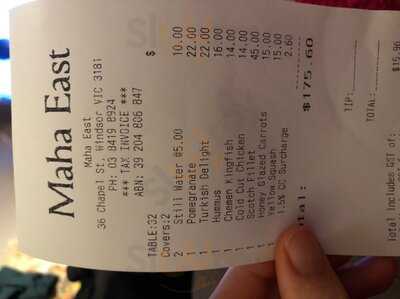 Maha East
Maha East
36 Chapel St, Windsor VIC 3181
PH: 03 9419 8924
*** TAX INVOICE ***
ABN: 39 204 806 847
$
TABLE:32
Covers:2
2 Still Water @5.00 10.00
1 Pomegranate 22.00
1 Turkish Delight 22.00
1 Hummus 16.00
1 Chemen Kingfish 14.00
1 Cold Cut Chicken 14.00
1 Scotch Fillet 45.00
1 Honey Glazed Carrots 15.00
1 Yellow Squash 15.00
1.5% CC Surcharge 2.60
Total: $175.60
TIP:
TOTAL:
Total includes GST of: $15.96